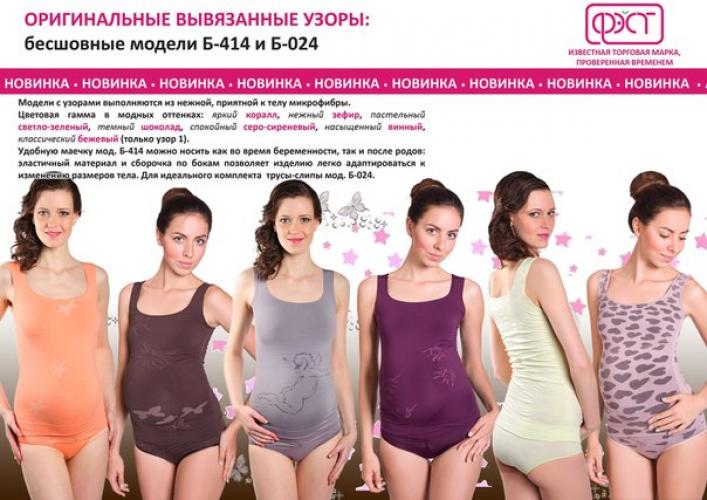 ОРИГИНАЛЬНЫЕ ВЫВЯЗАННЫЕ УЗОРЫ:
бесшовные модели Б-414 и Б-024
ФЭСТ
ИЗВЕСТНАЯ ТОРГОВАЯ МАРКА,
ПРОВЕРЕННАЯ ВРЕМЕНЕМ
НОВИНКА • НОВИНКА • НОВИНКА • НОВИНКА • НОВИНКА • НОВИНКА • НОВИНКА • НОВИНКА • НОВИНКА •
Модели с узорами выполняются из нежной, приятной к телу микрофибры.
Цветовая гамма в модных оттенках: яркий коралл, нежный зефир, пастельный
светло-зеленый, темный шоколад, спокойный серо-сиреневый, насыщенный винный,
классический бежевый (только узор 1).
Удобную маечку мод. Б-414 можно носить как во время беременности, так и после родов:
эластичный материал и сборочка по бокам позволяет изделию легко адаптироваться к
изменению размеров тела. Для идеального комплекта трусы-слипы мод. Б-024.